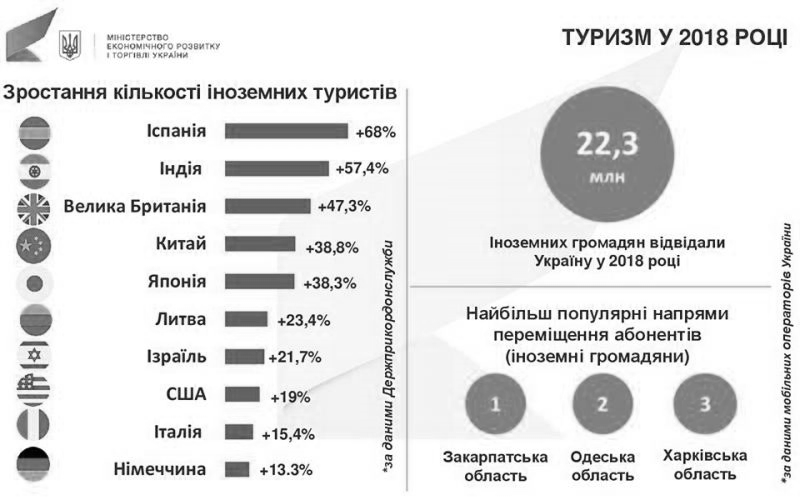 МІНІСТЕРСТВО
ЕКОНОМІЧНОГО РОЗВИТКУ
І ТОРГІВЛІ УКРАЇНИ
ТУРИЗМ У 2018 РОЦІ
Зростання кількості іноземних туристів
Іспанія +68%
Індія +57,4%
Велика Британія +47,3%
Китай +38,8%
Японія +38,3%
Литва +23,4%
Ізраїль +21,7%
США +19%
Італія +15,4%
Німеччина +13.3%
*за даними Держприкордонслужби
22,3
млн
Іноземних громадян відвідали
Україну у 2018 році
Найбільш популярні напрями
переміщення абонентів
(іноземні громадяни)
1 2 3
Закарпатська Одеська Харківська
область область область
*за даними мобільних операторів України